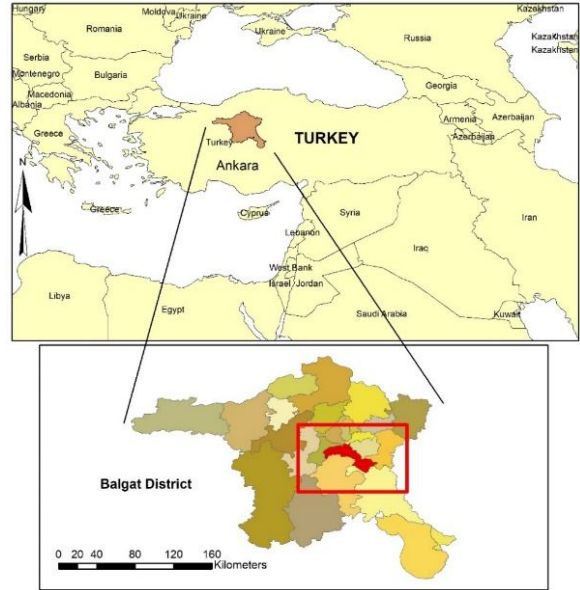 Hungary
Moldova
Ukraine
Kazakhstan
Romania
Ukraine
Russia
Kazakhstan
Kazakhstan
Serbia
Montenegro
Bulgaria
Macedonia
Albania
Georgia
Greece
Armenia
Azerbaijan
Azerbaijan
TURKEY
Turkey
Ankara
N
Greece
Cyprus
Syria
Lebanon
Iran
Iraq
West Bank
Israel
Jordan
Libya
Egypt
Saudi Arabia
Kuwait
Balgat District
0 20 40 80 120 160
Kilometers